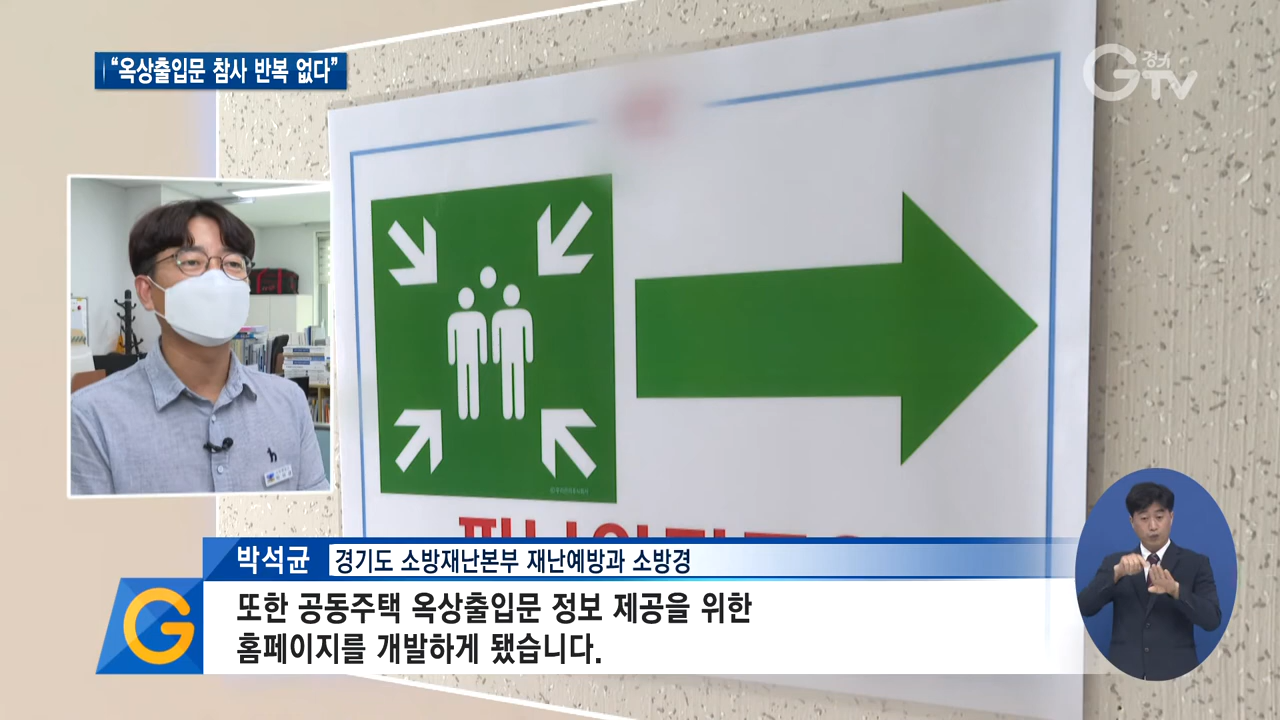 “옥상출입문 참사 반복 없다”
경기
GTV
박석균
경기도 소방재난본부 재난예방과 소방경
또한 공동주택 옥상출입문 정보 제공을 위한
홈페이지를 개발하게 됐습니다.
G